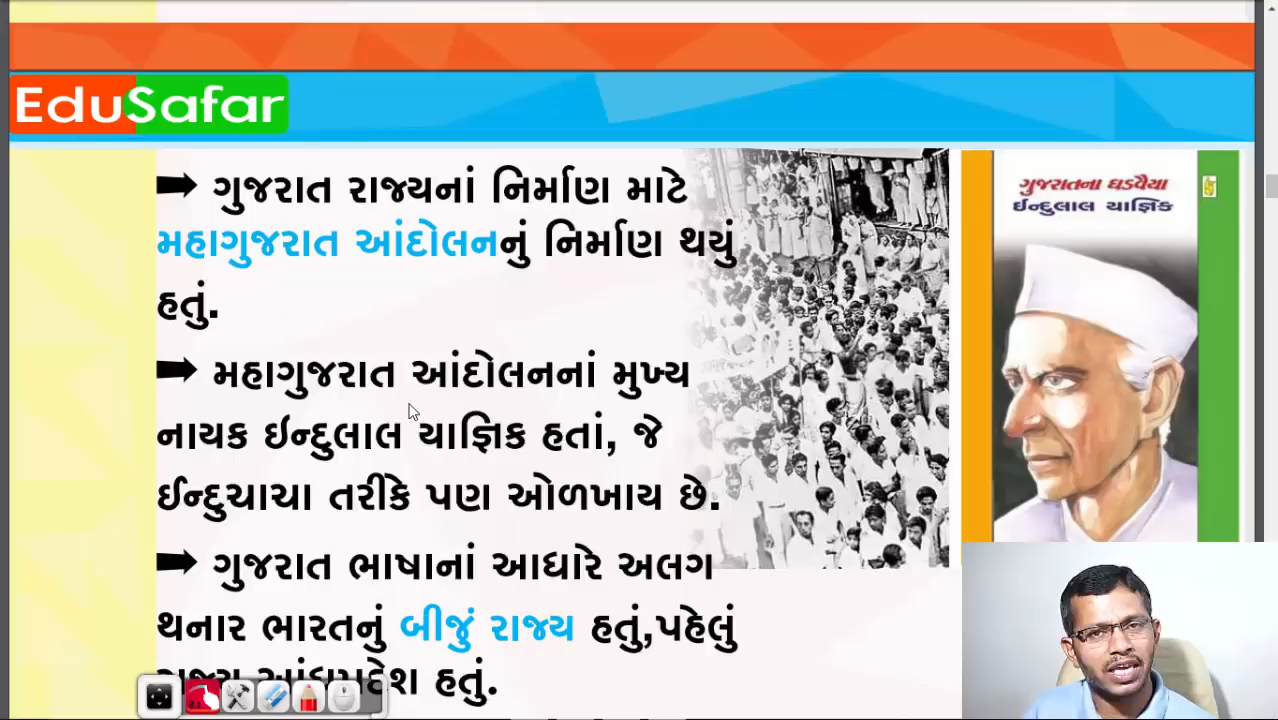 EduSafar
➡ ગુજરાત રાજ્યનાં નિર્માણ માટે
મહાગુજરાત આંદોલનનું નિર્માણ થયું
હતું.
➡ મહાગુજરાત આંદોલનનાં મુખ્ય
નાયક ઇન્દુલાલ યાજ્ઞિક હતાં, જે
ઈન્દુચાચા તરીકે પણ ઓળખાય છે.
➡ ગુજરાત ભાષાનાં આધારે અલગ
થનાર ભારતનું બીજું રાજ્ય હતું,પહેલું
હતું.
ગુજરાતના ઘડવૈયા
ઈન્દુલાલ યાજ્ઞિક